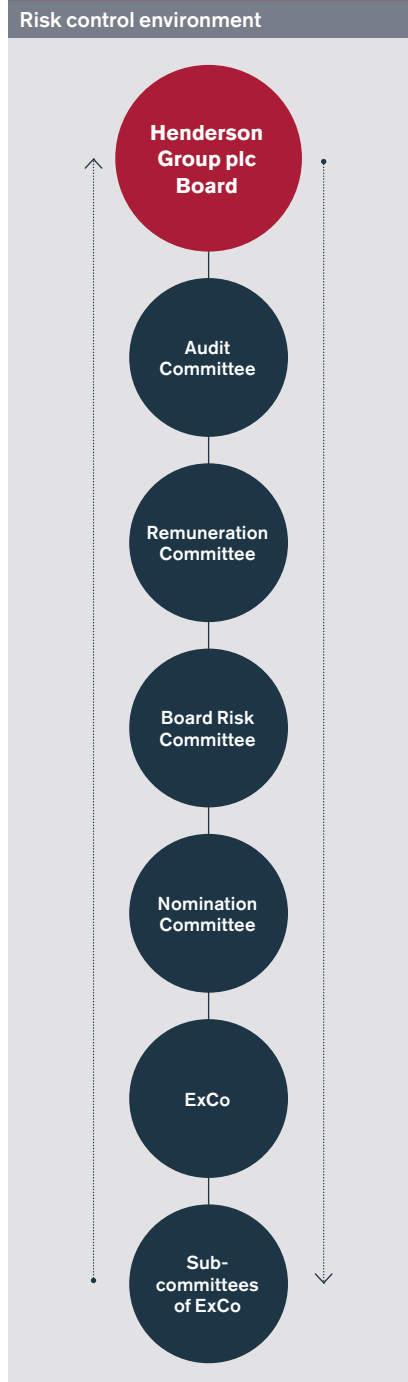 Risk control environment
Henderson
Group plc
Board
Audit
Committee
Remuneration
Committee
Board Risk
Committee
Nomination
Committee
ExCo
Sub-
committees
of ExCo